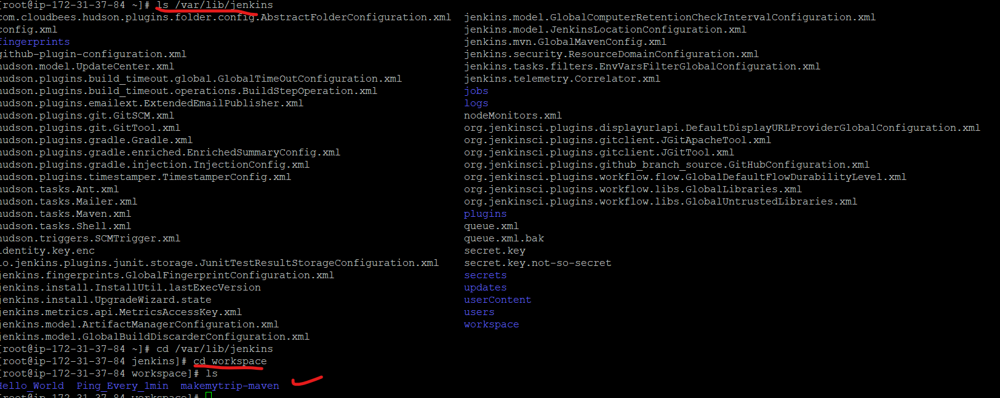 [root@ip-172-31-37-84 ~]# ls /var/lib/jenkins
com.cloudbees.hudson.plugins.folder.config.AbstractFolderConfiguration.xml jenkins.model.GlobalComputerRetentionCheckIntervalConfiguration.xml
config.xml jenkins.model.JenkinsLocationConfiguration.xml
fingerprints jenkins.mvn.GlobalMavenConfig.xml
github-plugin-configuration.xml jenkins.security.ResourceDomainConfiguration.xml
hudson.model.UpdateCenter.xml jenkins.tasks.filters.EnvVarsFilterGlobalConfiguration.xml
hudson.plugins.build_timeout.global.GlobalTimeOutConfiguration.xml jenkins.telemetry.Correlator.xml
hudson.plugins.build_timeout.operations.BuildStepOperation.xml jobs
hudson.plugins.emailext.ExtendedEmailPublisher.xml logs
hudson.plugins.git.GitSCM.xml nodeMonitors.xml
hudson.plugins.git.GitTool.xml org.jenkinsci.plugins.displayurlapi.DefaultDisplayURLProviderGlobalConfiguration.xml
hudson.plugins.gradle.Gradle.xml org.jenkinsci.plugins.gitclient.JGitApacheTool.xml
hudson.plugins.gradle.enriched.EnrichedSummaryConfig.xml org.jenkinsci.plugins.gitclient.JGitTool.xml
hudson.plugins.gradle.injection.InjectionConfig.xml org.jenkinsci.plugins.github_branch_source.GitHubConfiguration.xml
hudson.plugins.timestamper.TimestamperConfig.xml org.jenkinsci.plugins.workflow.flow.GlobalDefaultFlowDurabilityLevel.xml
hudson.tasks.Ant.xml org.jenkinsci.plugins.workflow.libs.GlobalLibraries.xml
hudson.tasks.Mailer.xml org.jenkinsci.plugins.workflow.libs.GlobalUntrustedLibraries.xml
hudson.tasks.Maven.xml plugins
hudson.tasks.Shell.xml queue.xml
hudson.triggers.SCMTrigger.xml queue.xml.bak
identity.key.enc secret.key
io.jenkins.plugins.junit.storage.JunitTestResultStorageConfiguration.xml secret.key.not-so-secret
jenkins.fingerprints.GlobalFingerprintConfiguration.xml secrets
jenkins.install.InstallUtil.lastExecVersion updates
jenkins.install.UpgradeWizard.state userContent
jenkins.metrics.api.MetricsAccessKey.xml users
jenkins.model.ArtifactManagerConfiguration.xml workspace
jenkins.model.GlobalBuildDiscarderConfiguration.xml
[root@ip-172-31-37-84 ~]# cd /var/lib/jenkins
[root@ip-172-31-37-84 jenkins]# cd workspace
[root@ip-172-31-37-84 workspace]# ls
Hello_World Ping_Every_1min makemytrip-maven
[root@ip-172-31-37-84 workspace]#